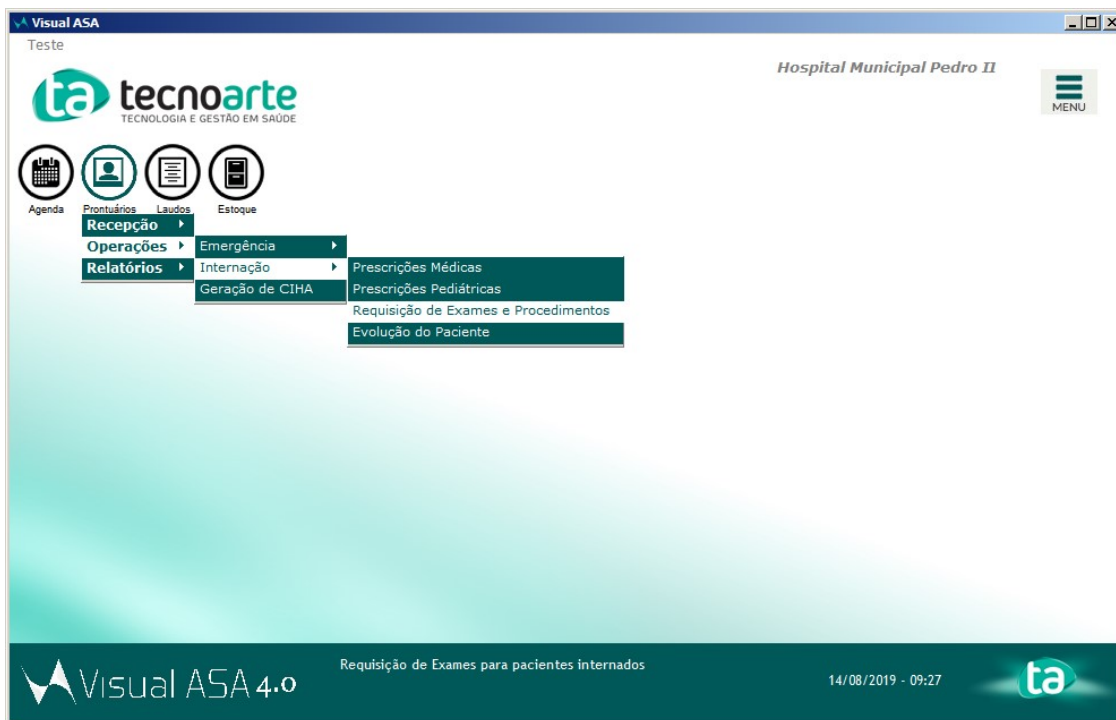 Visual ASA
Teste
Hospital Municipal Pedro II
ta tecnoarte
TECNOLOGIA E GESTÃO EM SAÚDE
MENU
Agenda Prontuários Laudos Estoque
Recepção
Operações Emergência
Relatórios Internação Prescrições Médicas
Geração de CIHA Prescrições Pediátricas
Requisição de Exames e Procedimentos
Evolução do Paciente
Requisição de Exames para pacientes internados
Visual ASA 4.0
14/08/2019 - 09:27
ta